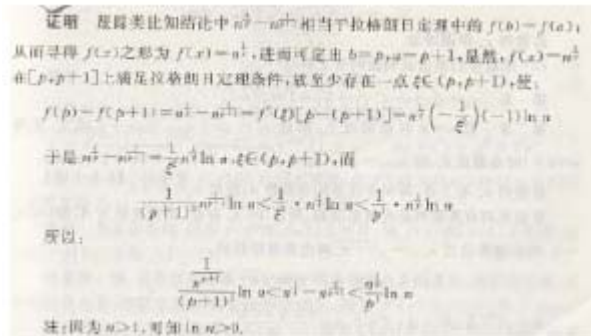 证明 根据类比知结论中 n^{1/p}-n^{1/(p+1)} 相当于拉格朗日定理中的 f(b)-f(a),
从而寻得 f(x)之形为 f(x)=n^{1/x},进而可定出 b=p,a=p+1,显然,f(x)=n^{1/x}
在[p,p+1]上满足拉格朗日定理条件,故至少存在一点 ξ∈(p,p+1),使
f(p)-f(p+1)=n^{1/p}-n^{1/(p+1)}=f'(ξ)[p-(p+1)]=n^{1/ξ}(-1/ξ²)(-1)ln n
于是 n^{1/p}-n^{1/(p+1)}=1/ξ² n^{1/ξ} ln n,ξ∈(p,p+1),而
1/(p+1)² n^{1/(p+1)} ln n<1/ξ²·n^{1/ξ} ln n<1/p²·n^{1/p} ln n
所以:
n^{1/(p+1)}/(p+1)² ln n<n^{1/p}-n^{1/(p+1)}<n^{1/p}/p² ln n
注:因为 n>1,可知 ln n>0.